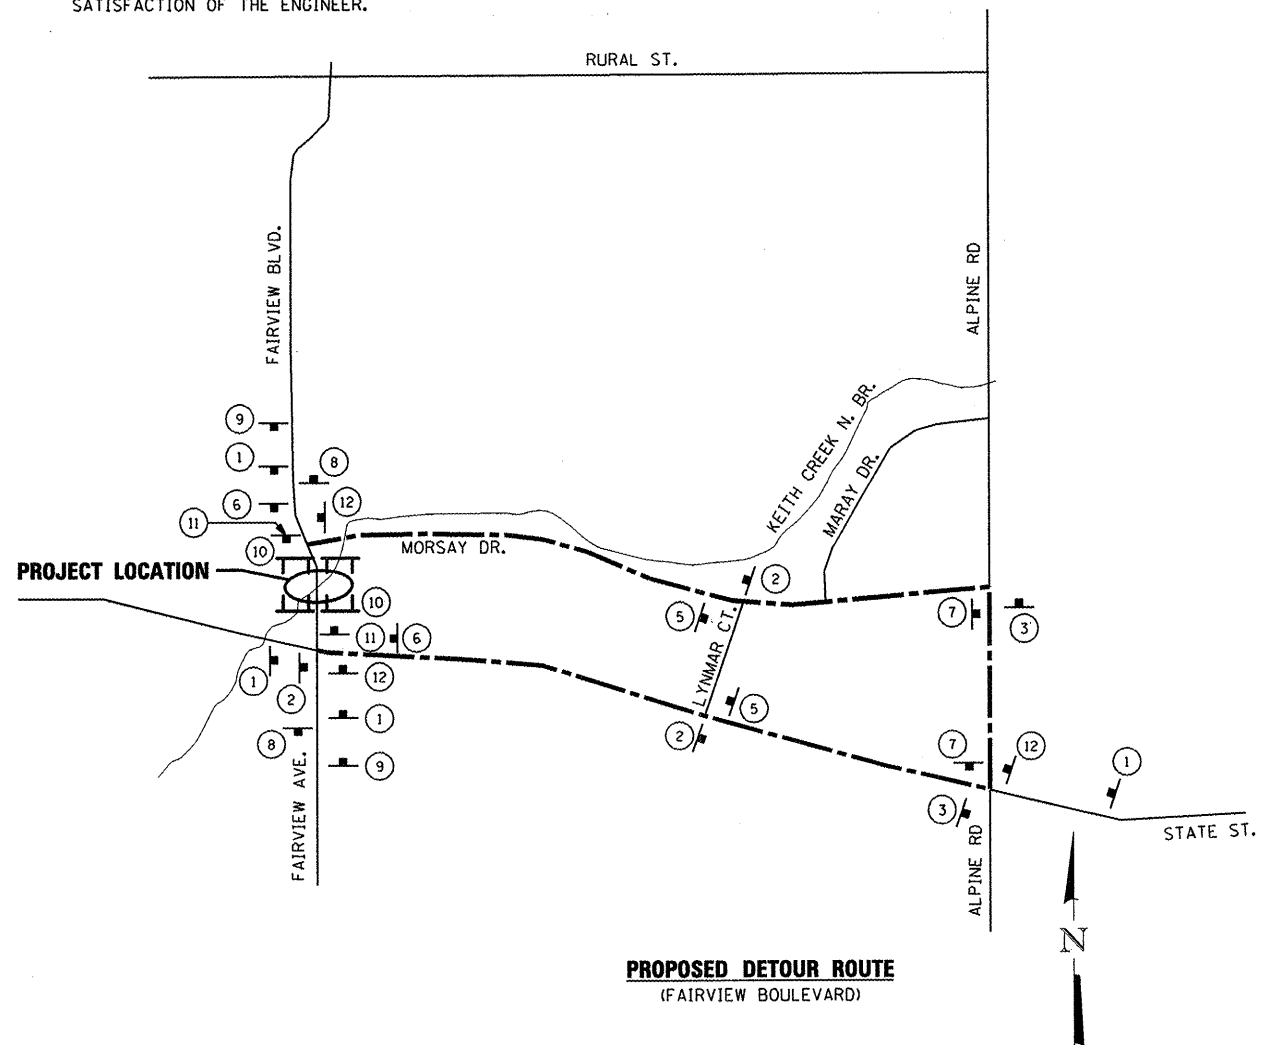 SATISFACTION OF THE ENGINEER.
RURAL ST.
FAIRVIEW BLVD.
ALPINE RD
KEITH CREEK N. BR.
MARAY DR.
9
1
8
6
12
11
10
MORSAY DR.
PROJECT LOCATION
2
5
10
7
3
11
6
LYNMAR CT.
12
1
2
5
1
2
8
7
12
1
9
3
FAIRVIEW AVE.
ALPINE RD
STATE ST.
N
PROPOSED DETOUR ROUTE
(FAIRVIEW BOULEVARD)